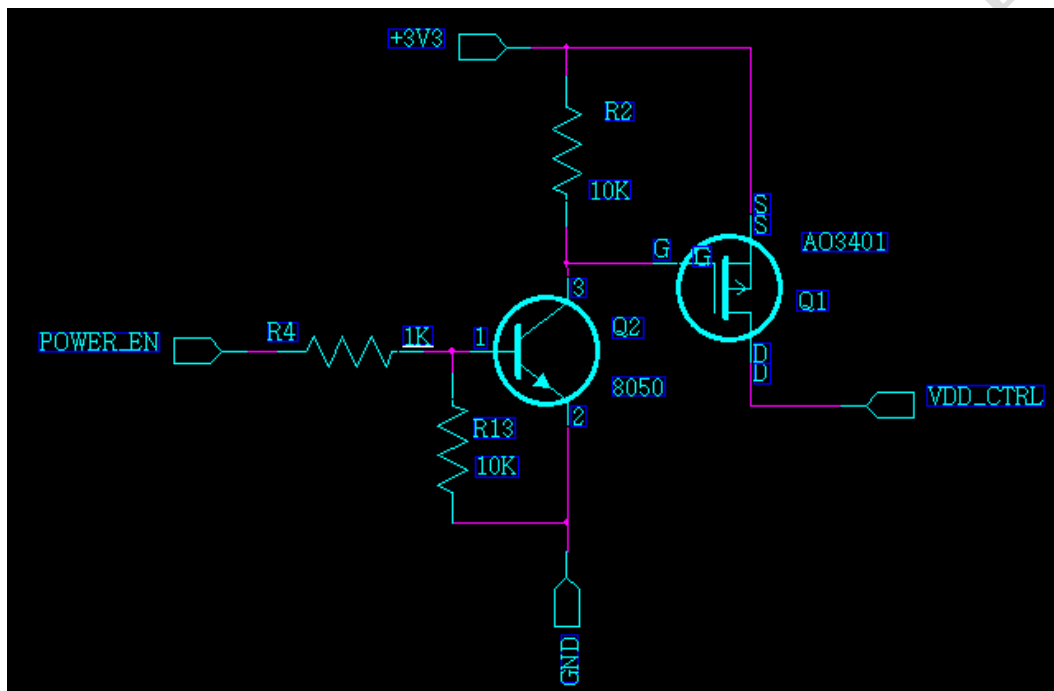 +3V3
R2
10K
S
S
G
G
AO3401
Q1
3
POWER_EN
R4
1K
1
Q2
8050
D
D
VDD_CTRL
2
R13
10K
GND